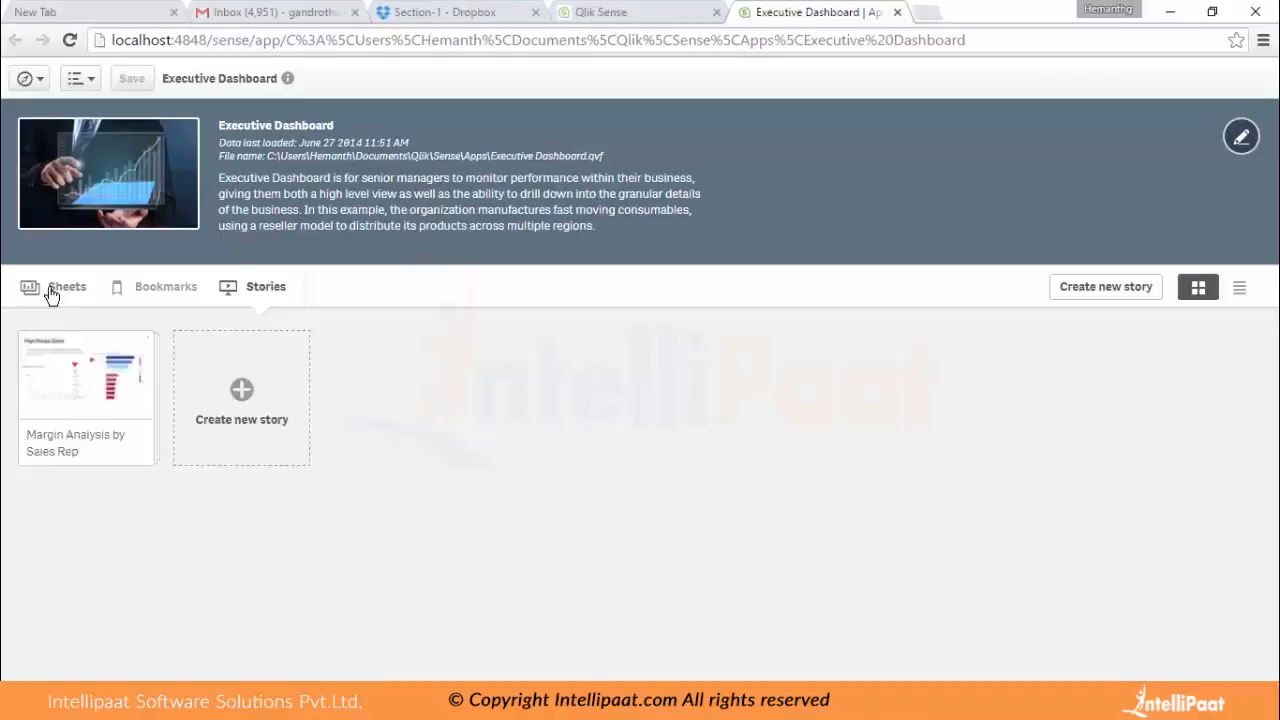 New Tab
Inbox (4,951) - gandrothu
Section-1 - Dropbox
Qlik Sense
Executive Dashboard | Ap
Hemanthg
localhost:4848/sense/app/C%3A%5CUsers%5CHemanth%5CDocuments%5CQlik%5CSense%5CApps%5CExecutive%20Dashboard
Save
Executive Dashboard
Executive Dashboard
Data last loaded: June 27 2014 11:51 AM
File name: C:\Users\Hemanth\Documents\Qlik\Sense\Apps\Executive Dashboard.qvf
Executive Dashboard is for senior managers to monitor performance within their business,
giving them both a high level view as well as the ability to drill down into the granular details
of the business. In this example, the organization manufactures fast moving consumables,
using a reseller model to distribute its products across multiple regions.
Sheets
Bookmarks
Stories
Create new story
Margin Analysis by
Sales Rep
Create new story
IntelliPaat
Intellipaat Software Solutions Pvt.Ltd.
© Copyright Intellipaat.com All rights reserved
IntelliPaat